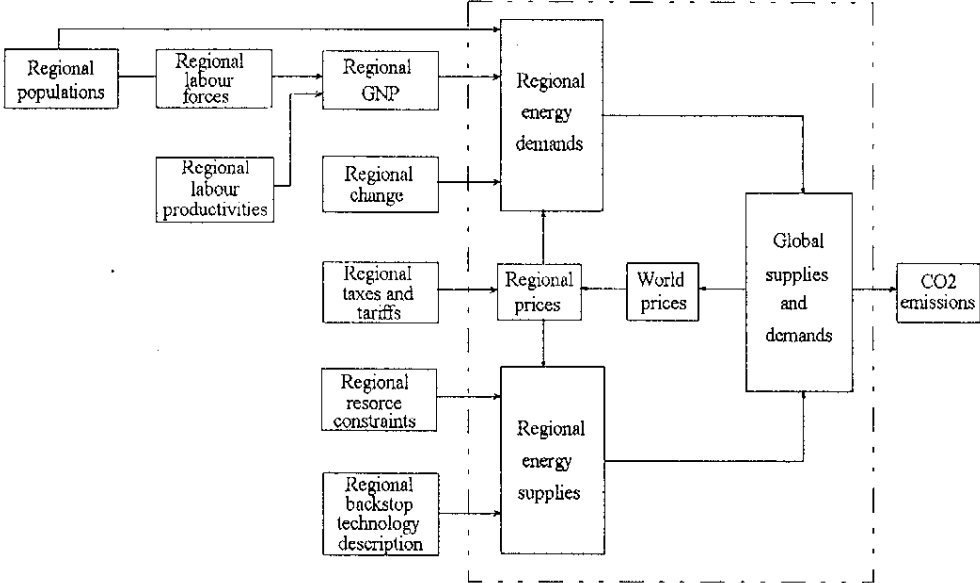 Regional
populations
Regional
labour
forces
Regional
GNP
Regional
labour
productivities
Regional
change
Regional
taxes and
tariffs
Regional
resorce
constraints
Regional
backstop
technology
description
Regional
energy
demands
Regional
prices
World
prices
Regional
energy
supplies
Global
supplies
and
demands
CO2
emissions